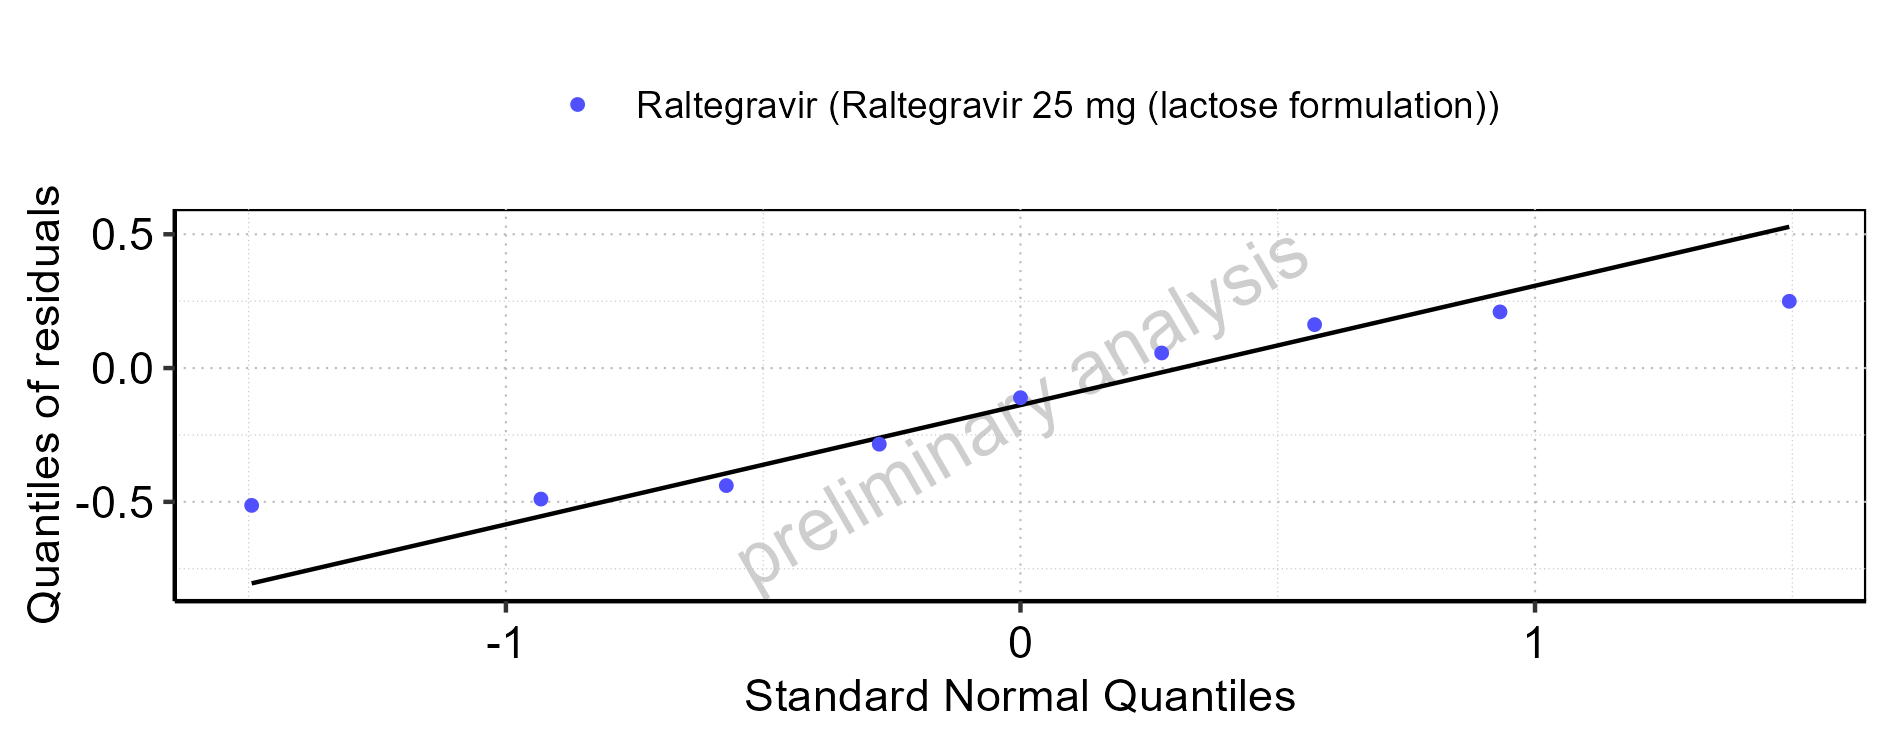 Raltegravir (Raltegravir 25 mg (lactose formulation))
Quantiles of residuals
0.5
0.0
-0.5
preliminary analysis
-1 0 1
Standard Normal Quantiles